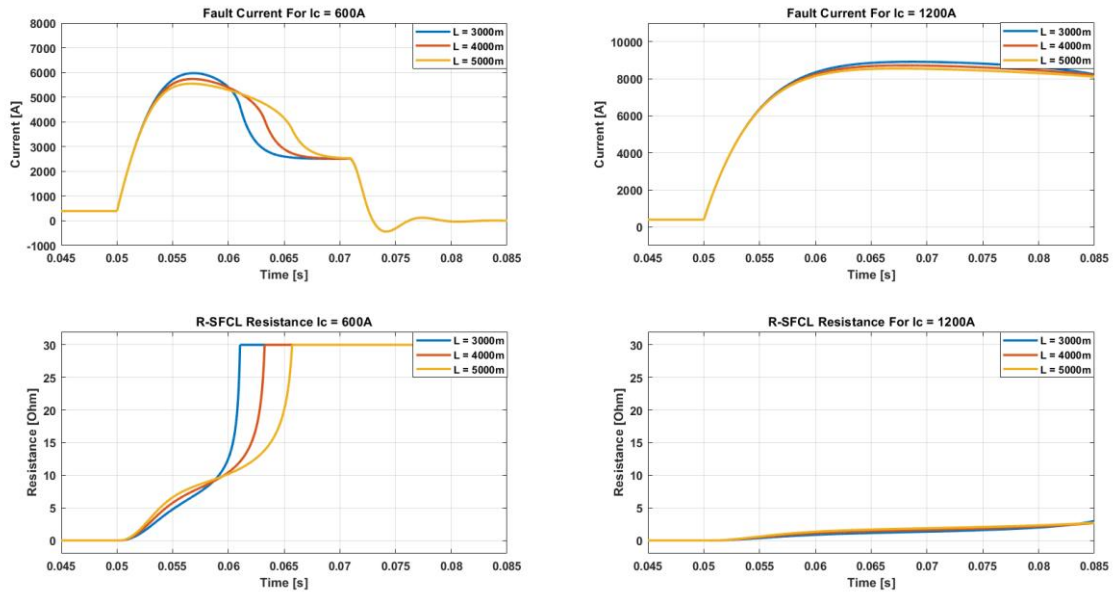 Fault Current For Ic = 600A
8000
7000
6000
5000
4000
3000
2000
1000
0
-1000
Current [A]
L = 3000m
L = 4000m
L = 5000m
0.045 0.05 0.055 0.06 0.065 0.07 0.075 0.08 0.085
Time [s]
Fault Current For Ic = 1200A
10000
8000
6000
4000
2000
0
Current [A]
L = 3000m
L = 4000m
L = 5000m
0.045 0.05 0.055 0.06 0.065 0.07 0.075 0.08 0.085
Time [s]
R-SFCL Resistance Ic = 600A
30
25
20
15
10
5
0
Resistance [Ohm]
L = 3000m
L = 4000m
L = 5000m
0.045 0.05 0.055 0.06 0.065 0.07 0.075 0.08 0.085
Time [s]
R-SFCL Resistance For Ic = 1200A
30
25
20
15
10
5
0
Resistance [Ohm]
L = 3000m
L = 4000m
L = 5000m
0.045 0.05 0.055 0.06 0.065 0.07 0.075 0.08 0.085
Time [s]